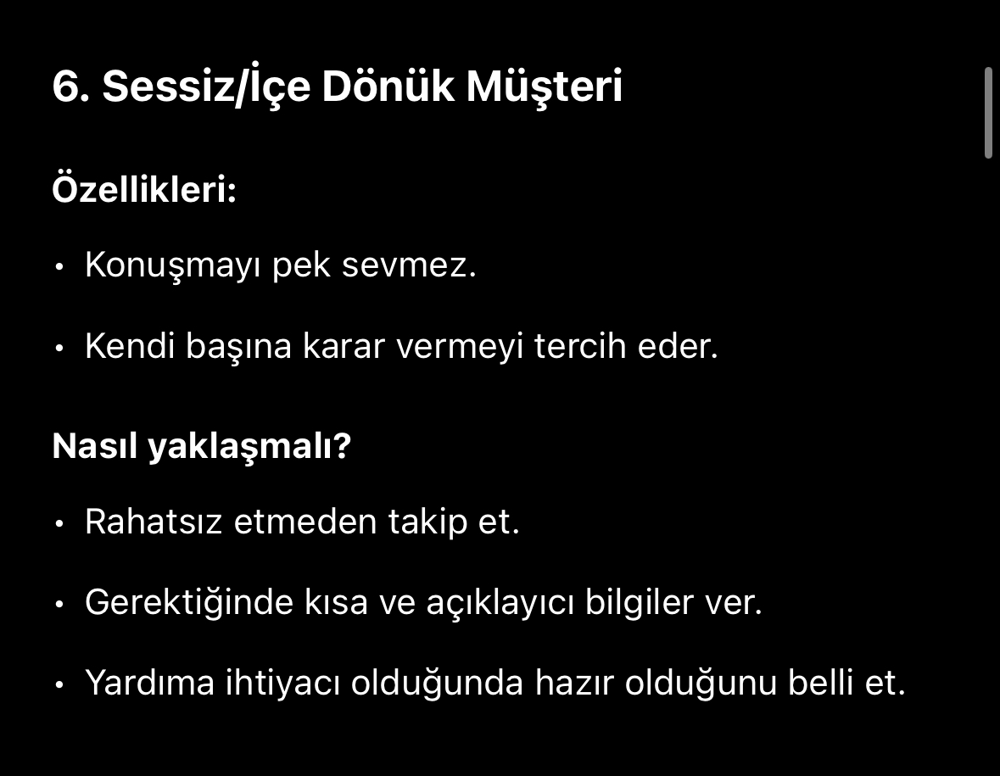 6. Sessiz/İçe Dönük Müşteri
Özellikleri:
• Konuşmayı pek sevmez.
• Kendi başına karar vermeyi tercih eder.
Nasıl yaklaşmalı?
• Rahatsız etmeden takip et.
• Gerektiğinde kısa ve açıklayıcı bilgiler ver.
• Yardıma ihtiyacı olduğunda hazır olduğunu belli et.